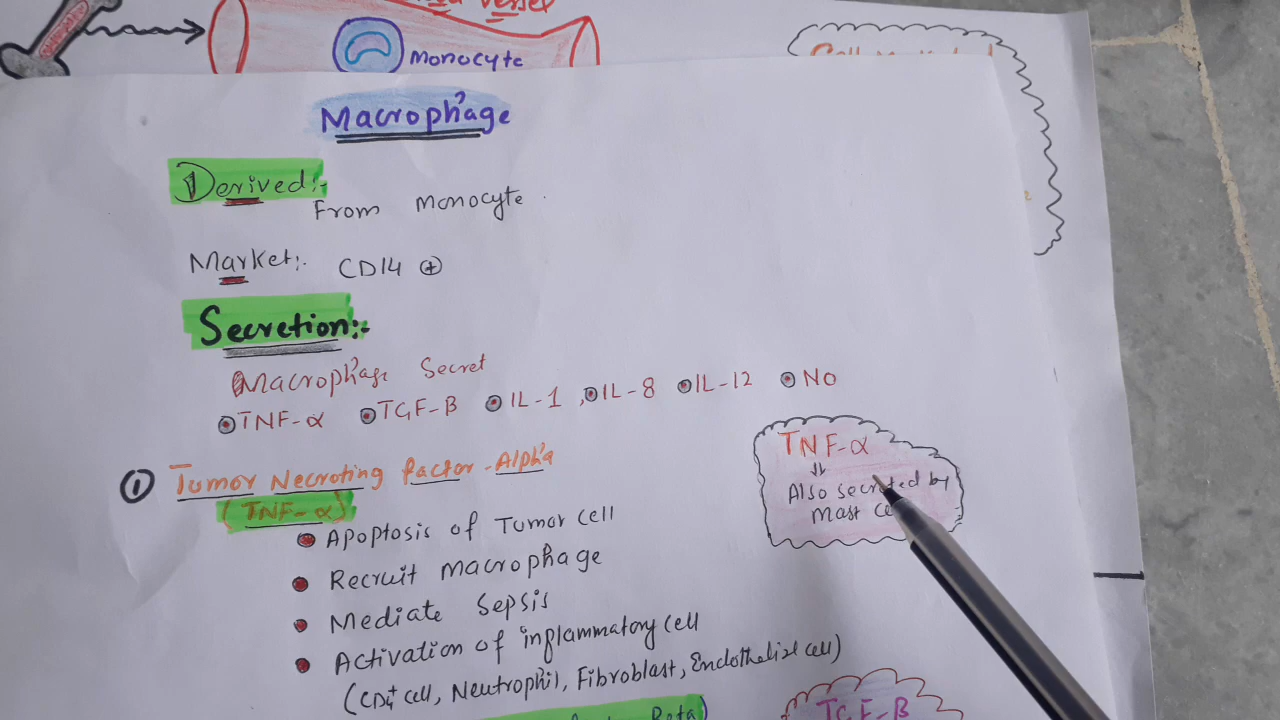 vessel
Monocyte
Macrophage
Derived:-
From Monocyte
Market:- CD14 ⊕
Secretion:-
Macrophage Secret
TNF-α TGF-β IL-1, IL-8 IL-12 NO
① Tumor Necroting factor-Alpha
(TNF-α)
Apoptosis of Tumor cell
Recruit macrophage
Mediate Sepsis
Activation of inflammatory cell
(CD4+ cell, Neutrophil, Fibroblast, Endothelial cell)
TNF-α
⇓
Also secreted by
Mast
Beta)
TGF-β